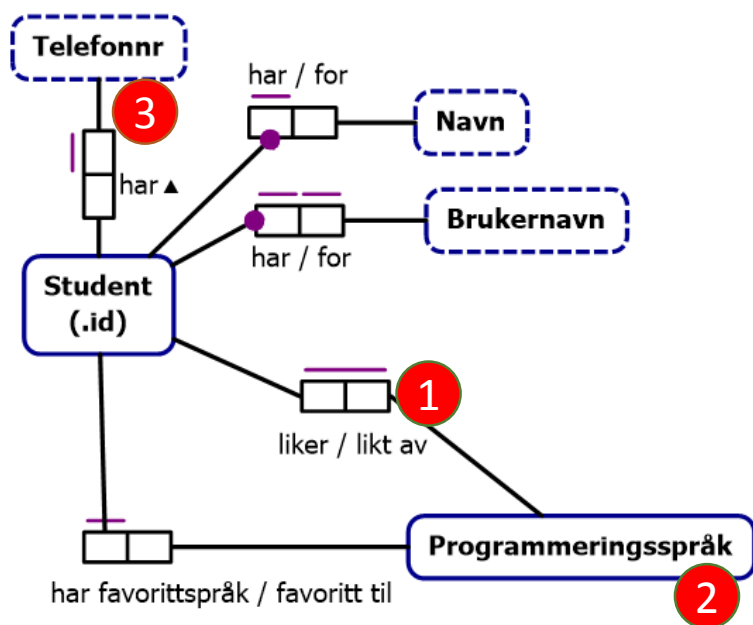 Telefonnr
3
har / for
Navn
har ▲
Brukernavn
har / for
Student
(.id)
1
liker / likt av
Programmeringsspråk
2
har favorittspråk / favoritt til